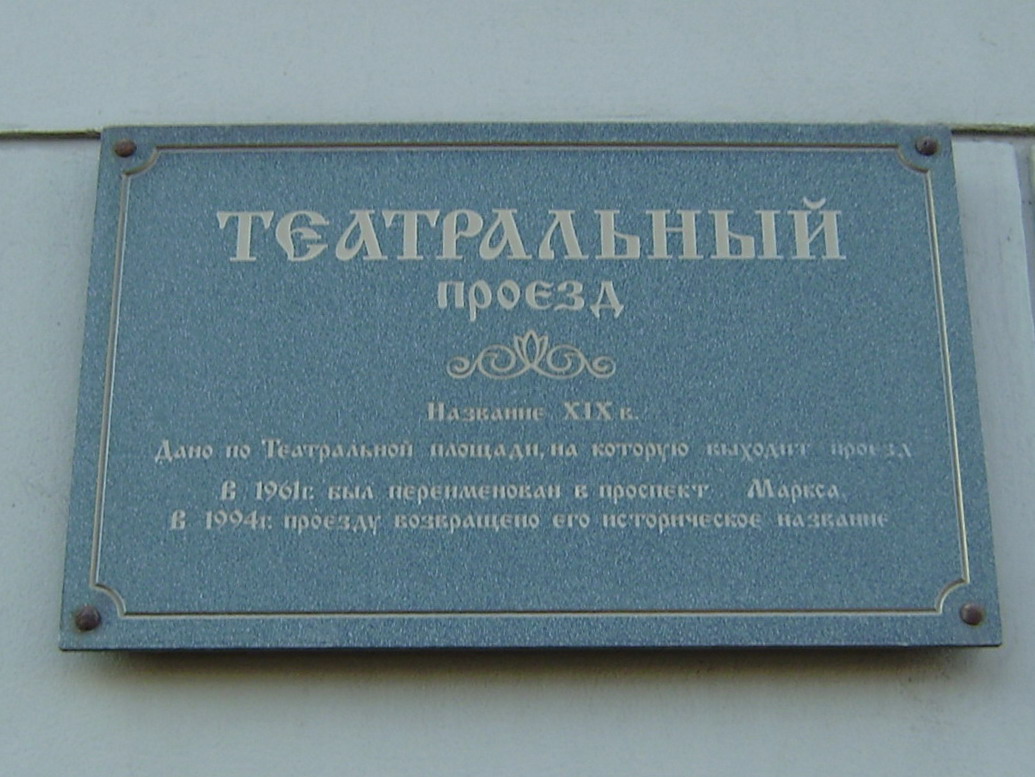 ТЕАТРАЛЬНЫЙ
проезд
Название XIX в.
Дано по Театральной площади, на которую выходит проезд
В 1961г. был переименован в проспект Маркса.
В 1994г. проезду возвращено его историческое название